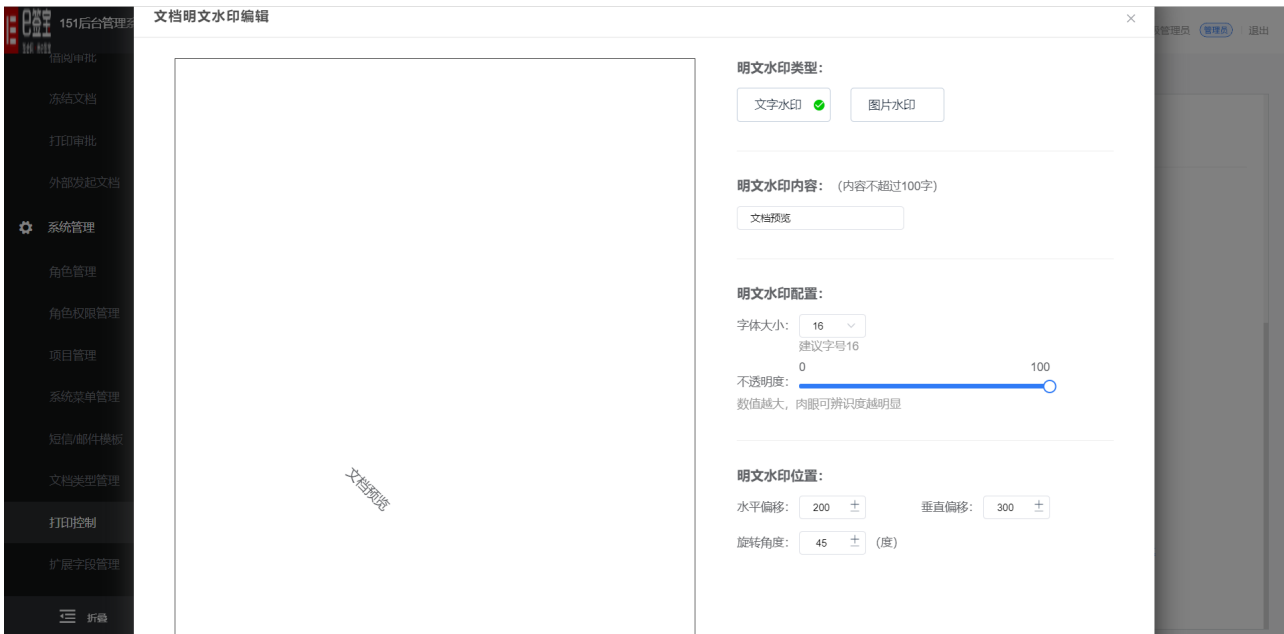 e签宝
151后台管理系
文档明文水印编辑
管理员
管理员
退出
借阅审批
冻结文档
打印审批
外部发起文档
系统管理
角色管理
角色权限管理
项目管理
系统菜单管理
短信/邮件模板
文档类型管理
打印控制
扩展字段管理
折叠
文档预览
明文水印类型：
文字水印 图片水印
明文水印内容： （内容不超过100字）
文档预览
明文水印配置：
字体大小： 16
建议字号16
0 100
不透明度：
数值越大，肉眼可辨识度越明显
明文水印位置：
水平偏移： 200 垂直偏移： 300
旋转角度： 45 （度）